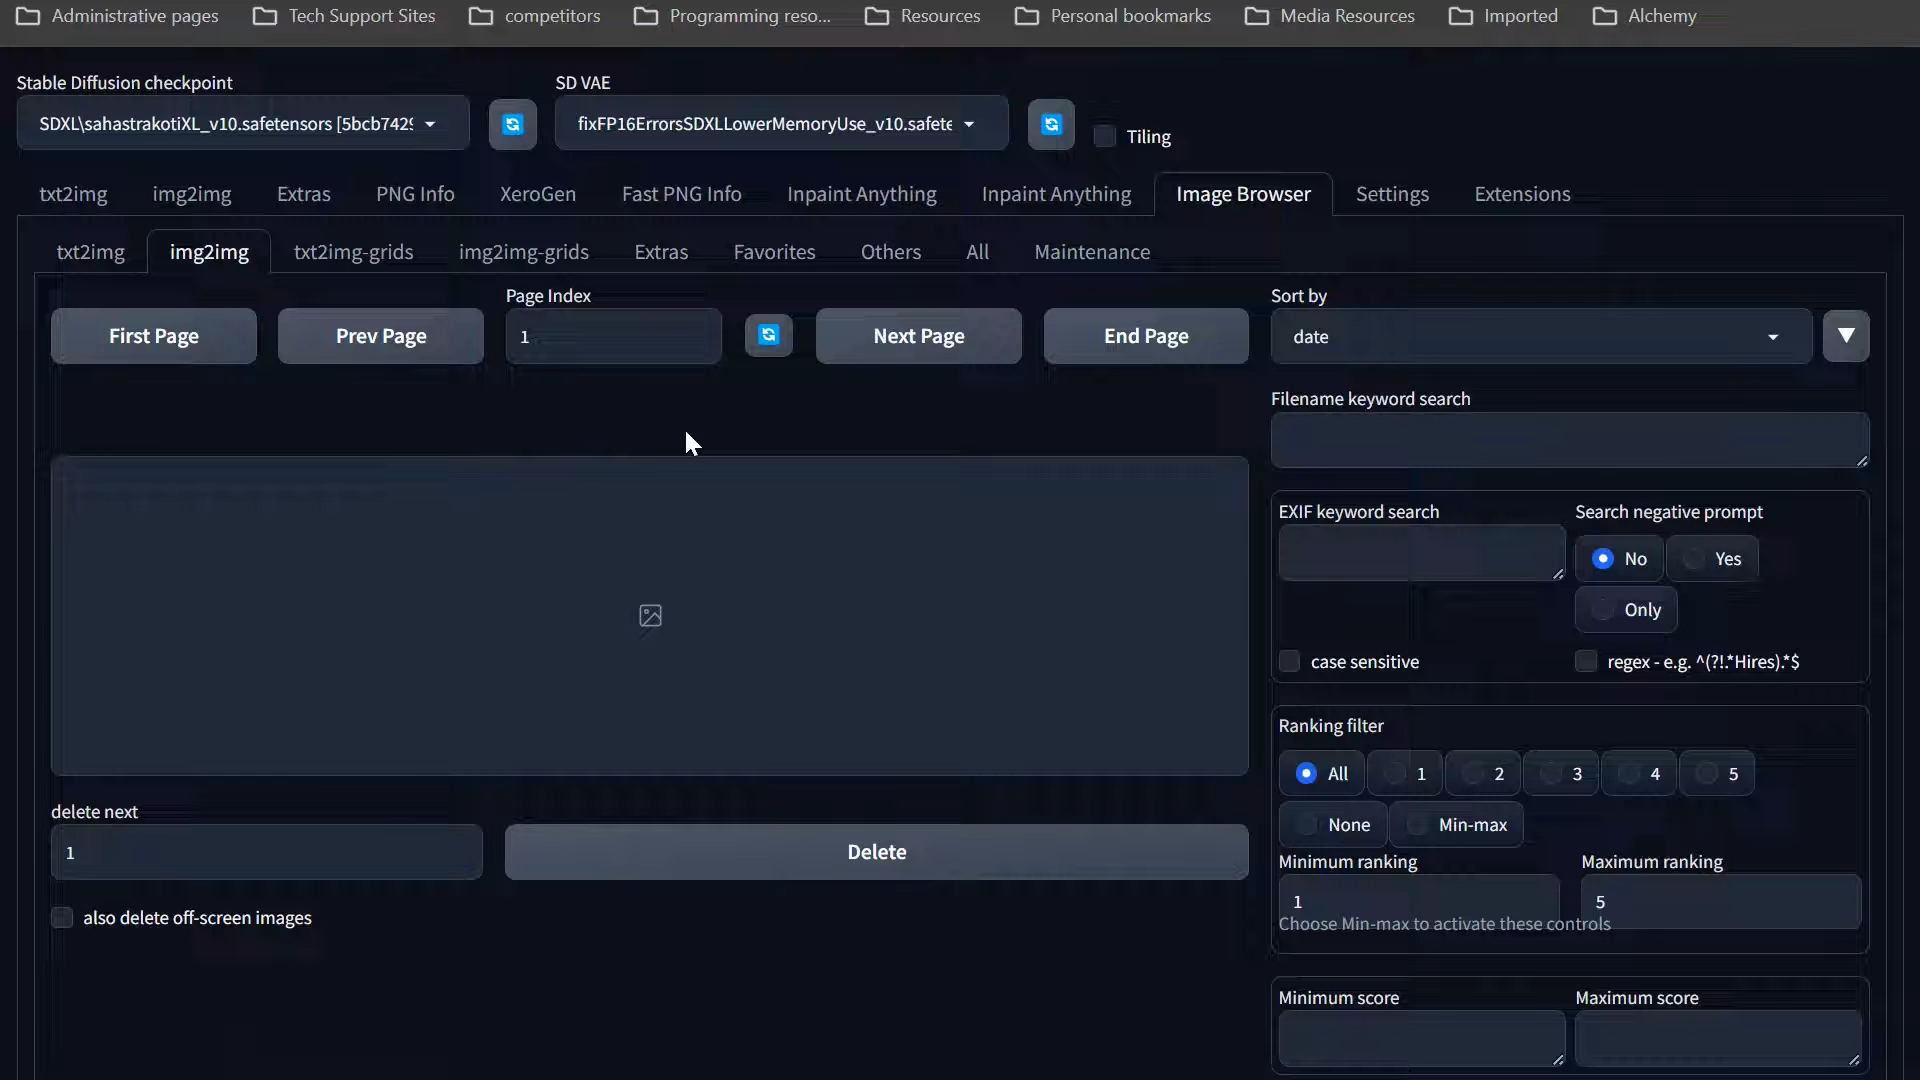 Administrative pages Tech Support Sites competitors Programming reso... Resources Personal bookmarks Media Resources Imported Alchemy
Stable Diffusion checkpoint SD VAE
SDXL\sahastrakotiXL_v10.safetensors [5bcb7429 fixFP16ErrorsSDXLLowerMemoryUse_v10.safete Tiling
txt2img img2img Extras PNG Info XeroGen Fast PNG Info Inpaint Anything Inpaint Anything Image Browser Settings Extensions
txt2img img2img txt2img-grids img2img-grids Extras Favorites Others All Maintenance
Page Index Sort by
First Page Prev Page 1 Next Page End Page date
Filename keyword search
EXIF keyword search Search negative prompt
No Yes
Only
case sensitive regex - e.g. ^(?!.*Hires).*$
Ranking filter
All 1 2 3 4 5
delete next
None Min-max
1 Delete
Minimum ranking Maximum ranking
1 5
also delete off-screen images Choose Min-max to activate these controls
Minimum score Maximum score